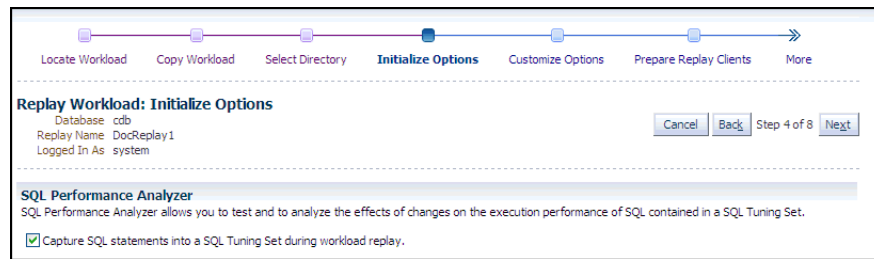 Locate Workload Copy Workload Select Directory Initialize Options Customize Options Prepare Replay Clients More
Replay Workload: Initialize Options
Database cdb
Replay Name DocReplay1
Logged In As system
Cancel Back Step 4 of 8 Next
SQL Performance Analyzer
SQL Performance Analyzer allows you to test and to analyze the effects of changes on the execution performance of SQL contained in a SQL Tuning Set.
Capture SQL statements into a SQL Tuning Set during workload replay.